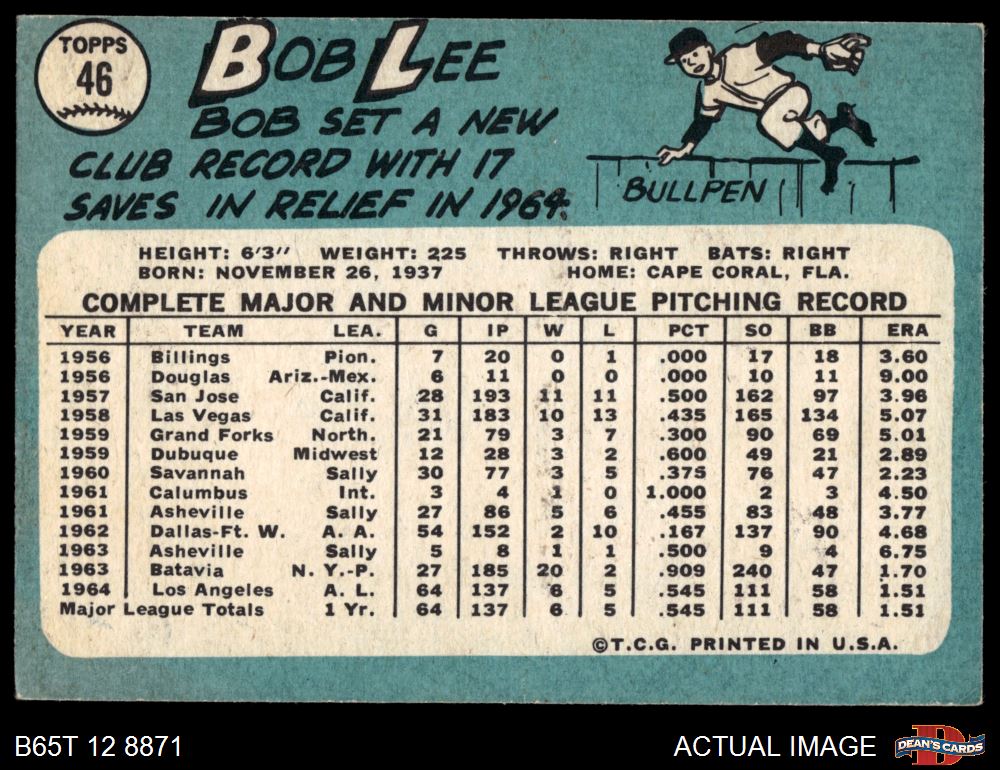 TOPPS
46
BOB LEE
BOB SET A NEW
CLUB RECORD WITH 17
SAVES IN RELIEF IN 1964.
BULLPEN
HEIGHT: 6'3" WEIGHT: 225 THROWS: RIGHT BATS: RIGHT
BORN: NOVEMBER 26, 1937 HOME: CAPE CORAL, FLA.
COMPLETE MAJOR AND MINOR LEAGUE PITCHING RECORD
YEAR TEAM LEA. G IP W L PCT SO BB ERA
1956 Billings Pion. 7 20 0 1 .000 17 18 3.60
1956 Douglas Ariz.-Mex. 6 11 0 0 .000 10 11 9.00
1957 San Jose Calif. 28 193 11 11 .500 162 97 3.96
1958 Las Vegas Calif. 31 183 10 13 .435 165 134 5.07
1959 Grand Forks North. 21 79 3 7 .300 90 69 5.01
1959 Dubuque Midwest 12 28 3 2 .600 49 21 2.89
1960 Savannah Sally 30 77 3 5 .375 76 47 2.23
1961 Calumbus Int. 3 4 1 0 1.000 2 3 4.50
1961 Asheville Sally 27 86 5 6 .455 83 48 3.77
1962 Dallas-Ft. W. A. A. 54 152 2 10 .167 137 90 4.68
1963 Asheville Sally 5 8 1 1 .500 9 4 6.75
1963 Batavia N. Y.-P. 27 185 20 2 .909 240 47 1.70
1964 Los Angeles A. L. 64 137 6 5 .545 111 58 1.51
Major League Totals 1 Yr. 64 137 6 5 .545 111 58 1.51
©T.C.G. PRINTED IN U.S.A.
B65T 12 8871
ACTUAL IMAGE
DEAN'S CARDS